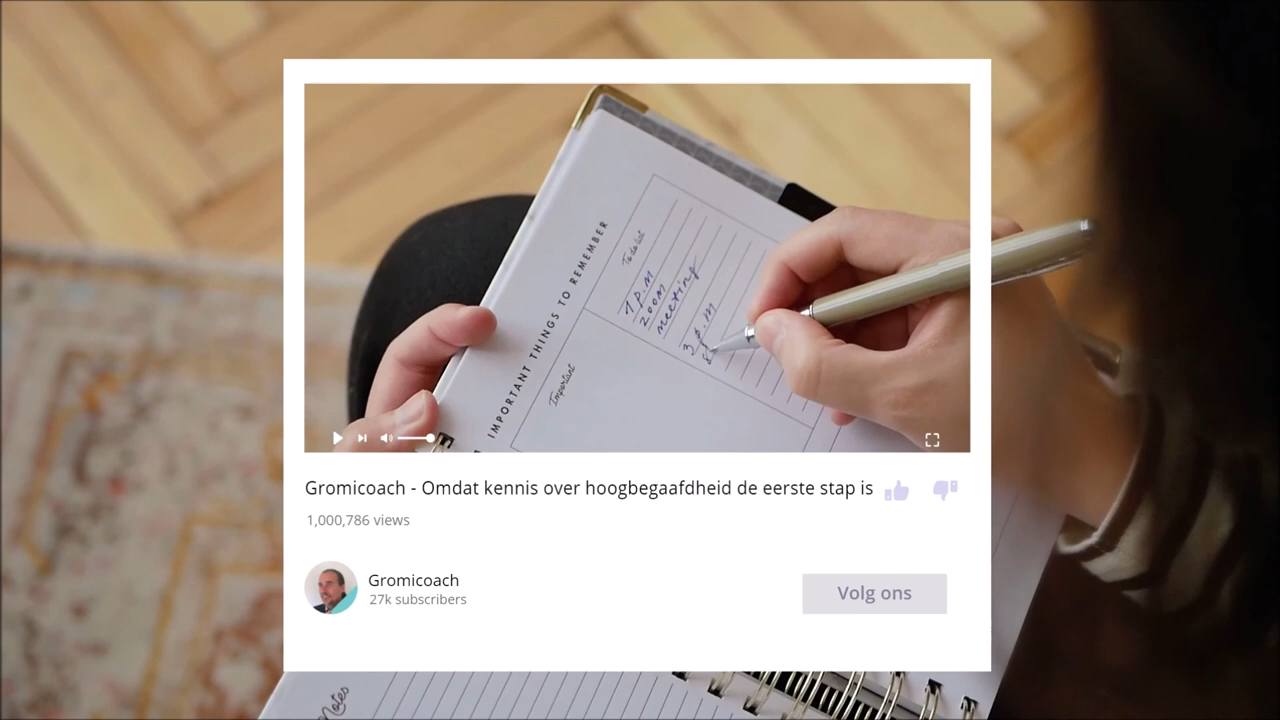 IMPORTANT THINGS TO REMEMBER
To do list
7 p.m
zoom
meeting
3 p.m
Important
Gromicoach - Omdat kennis over hoogbegaafdheid de eerste stap is
1,000,786 views
Gromicoach
27k subscribers
Volg ons
Notes